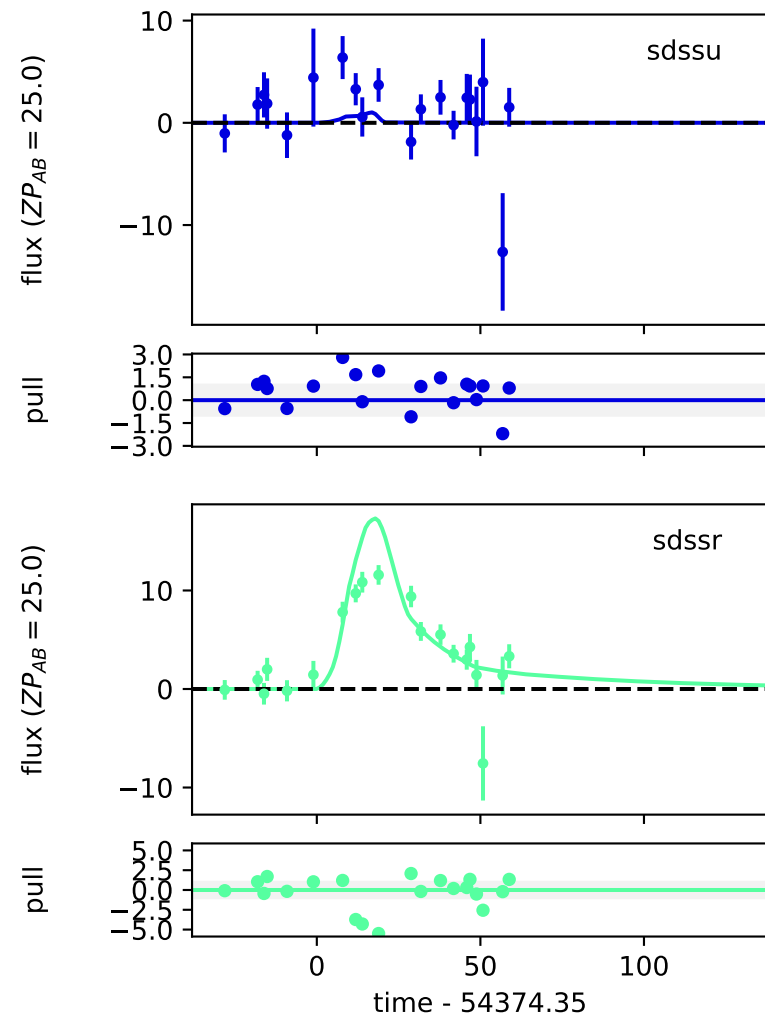 10
sdssu
0
flux (ZP_AB = 25.0)
−10
3.0
1.5
0.0
−1.5
−3.0
pull
sdssr
10
flux (ZP_AB = 25.0)
0
−10
5.0
2.5
0.0
−2.5
−5.0
pull
0 50 100
time - 54374.35